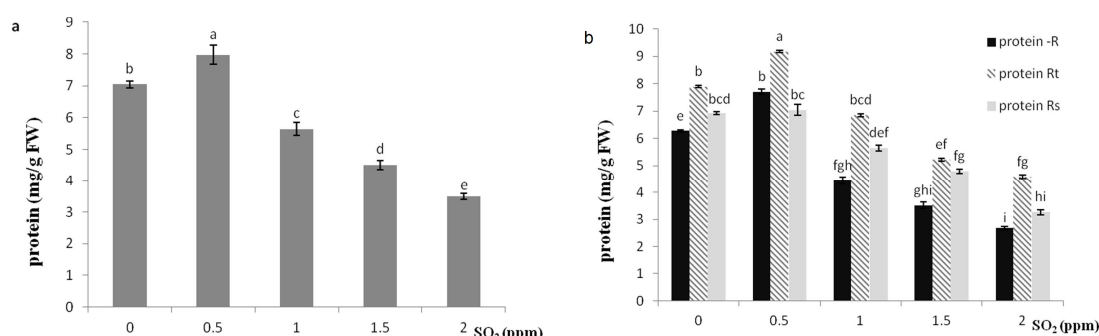 a
protein (mg/g FW)
9
8
7
6
5
4
3
2
1
0
b
a
c
d
e
0 0.5 1 1.5 2 SO2 (ppm)
b
protein (mg/g FW)
10
9
8
7
6
5
4
3
2
1
0
e b bcd
b a bc
fgh bcd def
ghi ef fg
i fg hi
protein -R
protein Rt
protein Rs
0 0.5 1 1.5 2 SO2 (ppm)